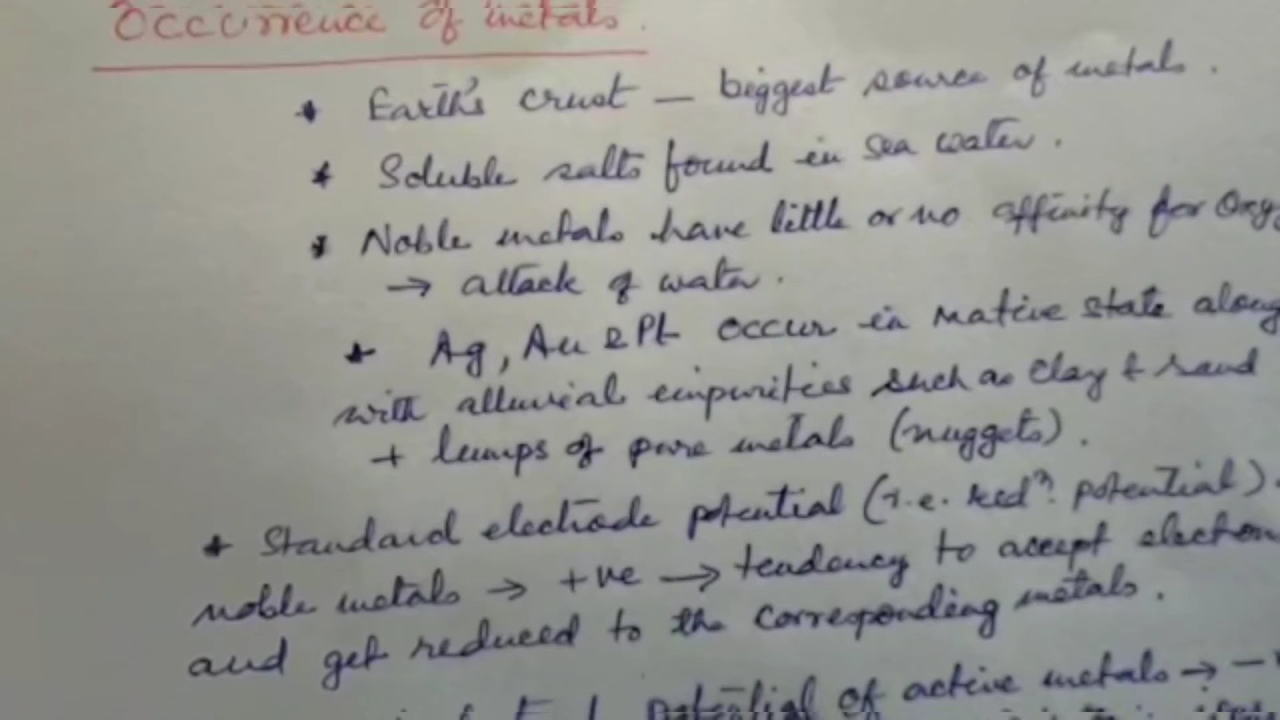 Occurrence of metals.
* Earth's crust — biggest source of metals.
* Soluble salts found in sea water.
* Noble metals have little or no affinity for Oxy
→ attack of water.
* Ag, Au & Pt occur in native state along
with alluvial impurities such as clay & sand
+ lumps of pure metals (nuggets).
* Standard electrode potential (i.e. redn. potential).
noble metals → +ve → tendency to accept electron
and get reduced to the corresponding metals.
potential of active metals → -